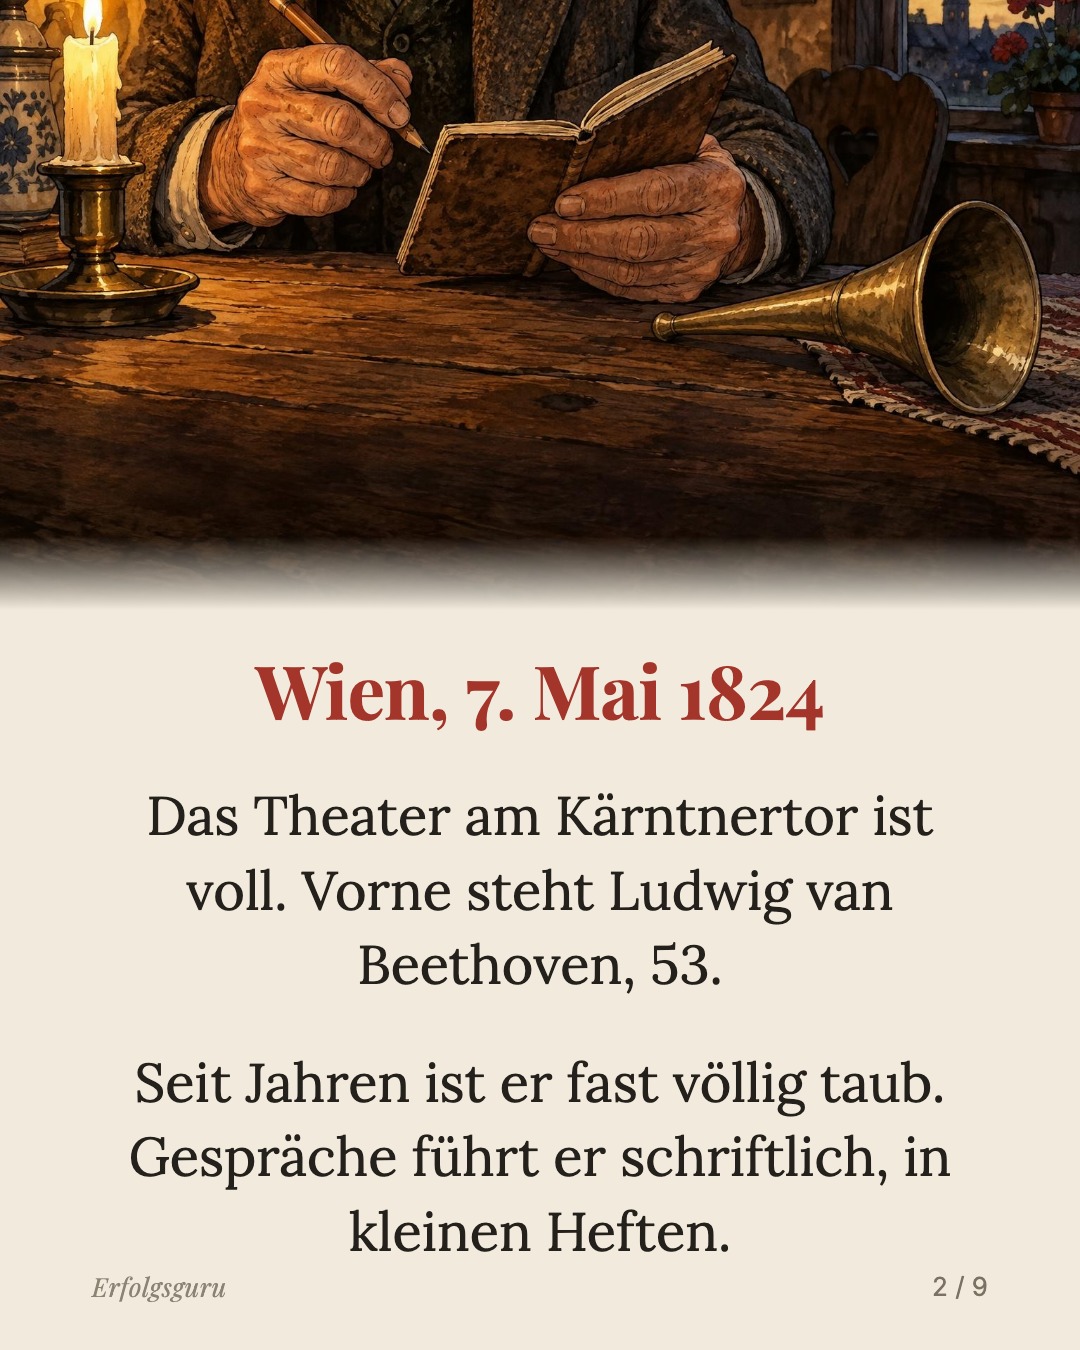 Wien, 7. Mai 1824
Das Theater am Kärntnertor ist
voll. Vorne steht Ludwig van
Beethoven, 53.
Seit Jahren ist er fast völlig taub.
Gespräche führt er schriftlich, in
kleinen Heften.
Erfolgsguru
2 / 9